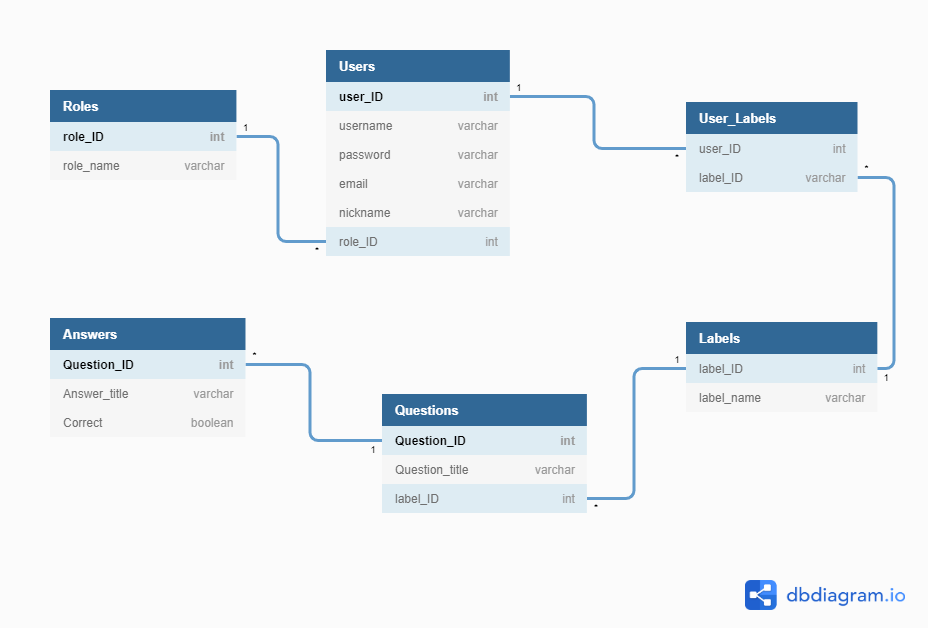 Roles
role_ID int
role_name varchar
1
*
Users
user_ID int
username varchar
password varchar
email varchar
nickname varchar
role_ID int
1
*
User_Labels
user_ID int
label_ID varchar
*
1
Answers
Question_ID int
Answer_title varchar
Correct boolean
*
1
Questions
Question_ID int
Question_title varchar
label_ID int
*
1
Labels
label_ID int
label_name varchar
dbdiagram.io